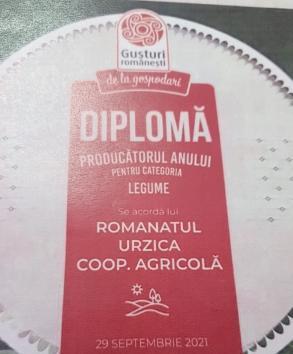 Gusturi
românești
de la gospodari
DIPLOMĂ
PRODUCĂTORUL ANULUI
PENTRU CATEGORIA
LEGUME
Se acordă lui
ROMANATUL
URZICA
COOP. AGRICOLĂ
29 SEPTEMBRIE 2021